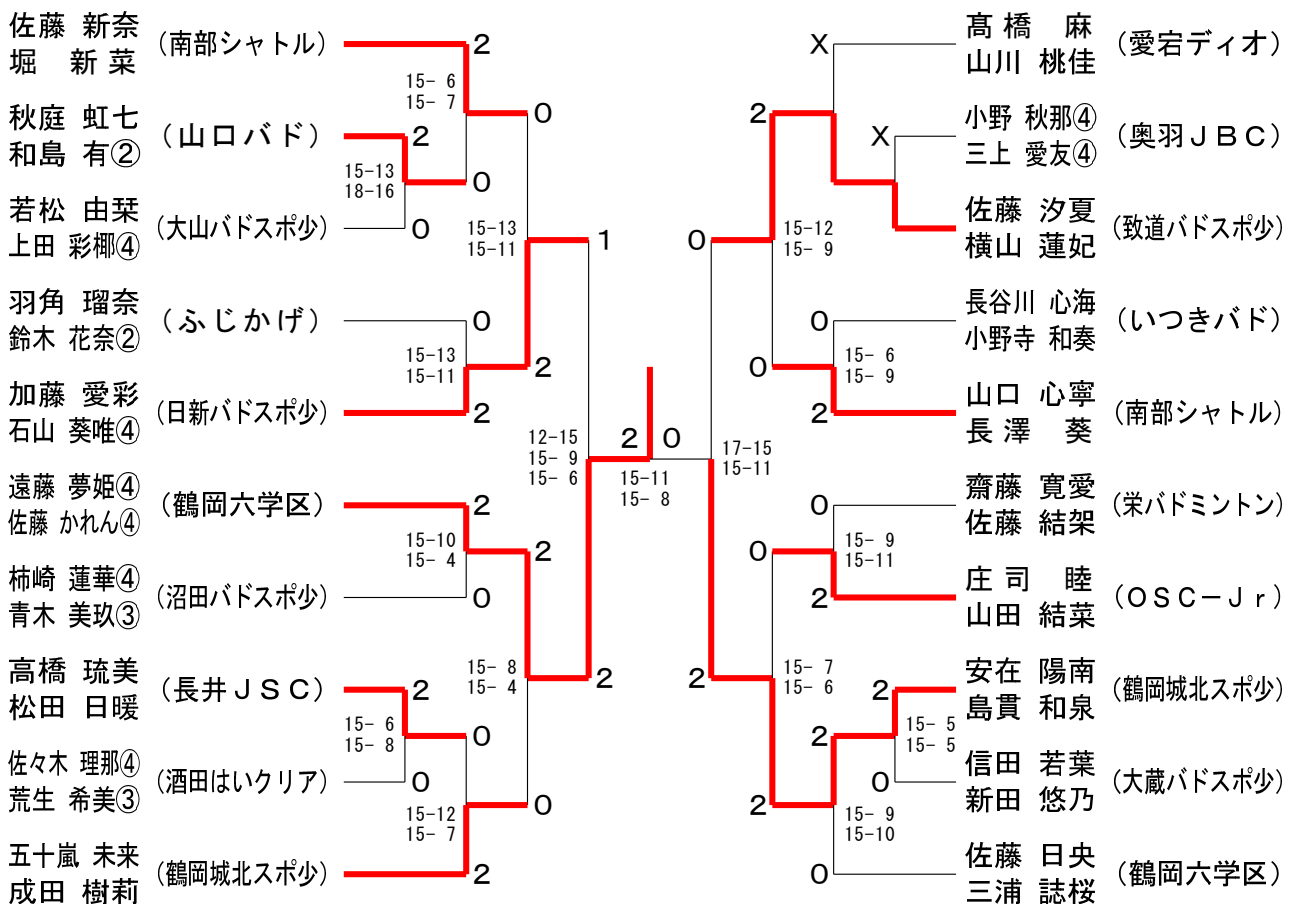 佐藤 新奈
堀 新菜
(南部シャトル)
2
15- 6
15- 7
0
秋庭 虹七
和島 有②
(山口バド)
2
15-13
18-16
0
若松 由栞
上田 彩椰④
(大山バドスポ少)
0
15-13
15-11
1
羽角 瑠奈
鈴木 花奈②
(ふじかげ)
0
15-13
15-11
2
加藤 愛彩
石山 葵唯④
(日新バドスポ少)
2
12-15
15- 9
15- 6
遠藤 夢姫④
佐藤 かれん④
(鶴岡六学区)
2
15-10
15- 4
2
柿崎 蓮華④
青木 美玖③
(沼田バドスポ少)
0
15- 8
15- 4
2
高橋 琉美
松田 日暖
(長井JSC)
2
15- 6
15- 8
0
佐々木 理那④
荒生 希美③
(酒田はいクリア)
0
15-12
15- 7
0
五十嵐 未来
成田 樹莉
(鶴岡城北スポ少)
2
2
0
15-11
15- 8
X
髙橋 麻
山川 桃佳
(愛宕ディオ)
2
X
小野 秋那④
三上 愛友④
(奥羽JBC)
佐藤 汐夏
横山 蓮妃
(致道バドスポ少)
0
15-12
15- 9
0
長谷川 心海
小野寺 和奏
(いつきバド)
0
15- 6
15- 9
2
山口 心寧
長澤 葵
(南部シャトル)
17-15
15-11
0
齋藤 寛愛
佐藤 結架
(栄バドミントン)
0
15- 9
15-11
2
庄司 睦
山田 結菜
(OSC-Jr)
2
15- 7
15- 6
2
安在 陽南
島貫 和泉
(鶴岡城北スポ少)
2
15- 5
15- 5
0
信田 若葉
新田 悠乃
(大蔵バドスポ少)
2
15- 9
15-10
0
佐藤 日央
三浦 誌桜
(鶴岡六学区)